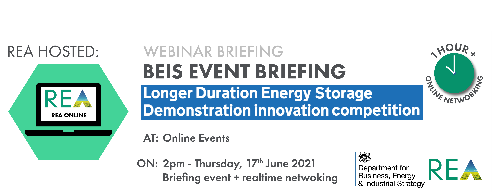 REA HOSTED:
REA
REA ONLINE
WEBINAR BRIEFING
BEIS EVENT BRIEFING
Longer Duration Energy Storage
Demonstration innovation competition
AT: Online Events
ON: 2pm - Thursday, 17th June 2021
Briefing event + realtime netwoking
1 HOUR +
ONLINE NETWORKING
Department for
Business, Energy
& Industrial Strategy
REA